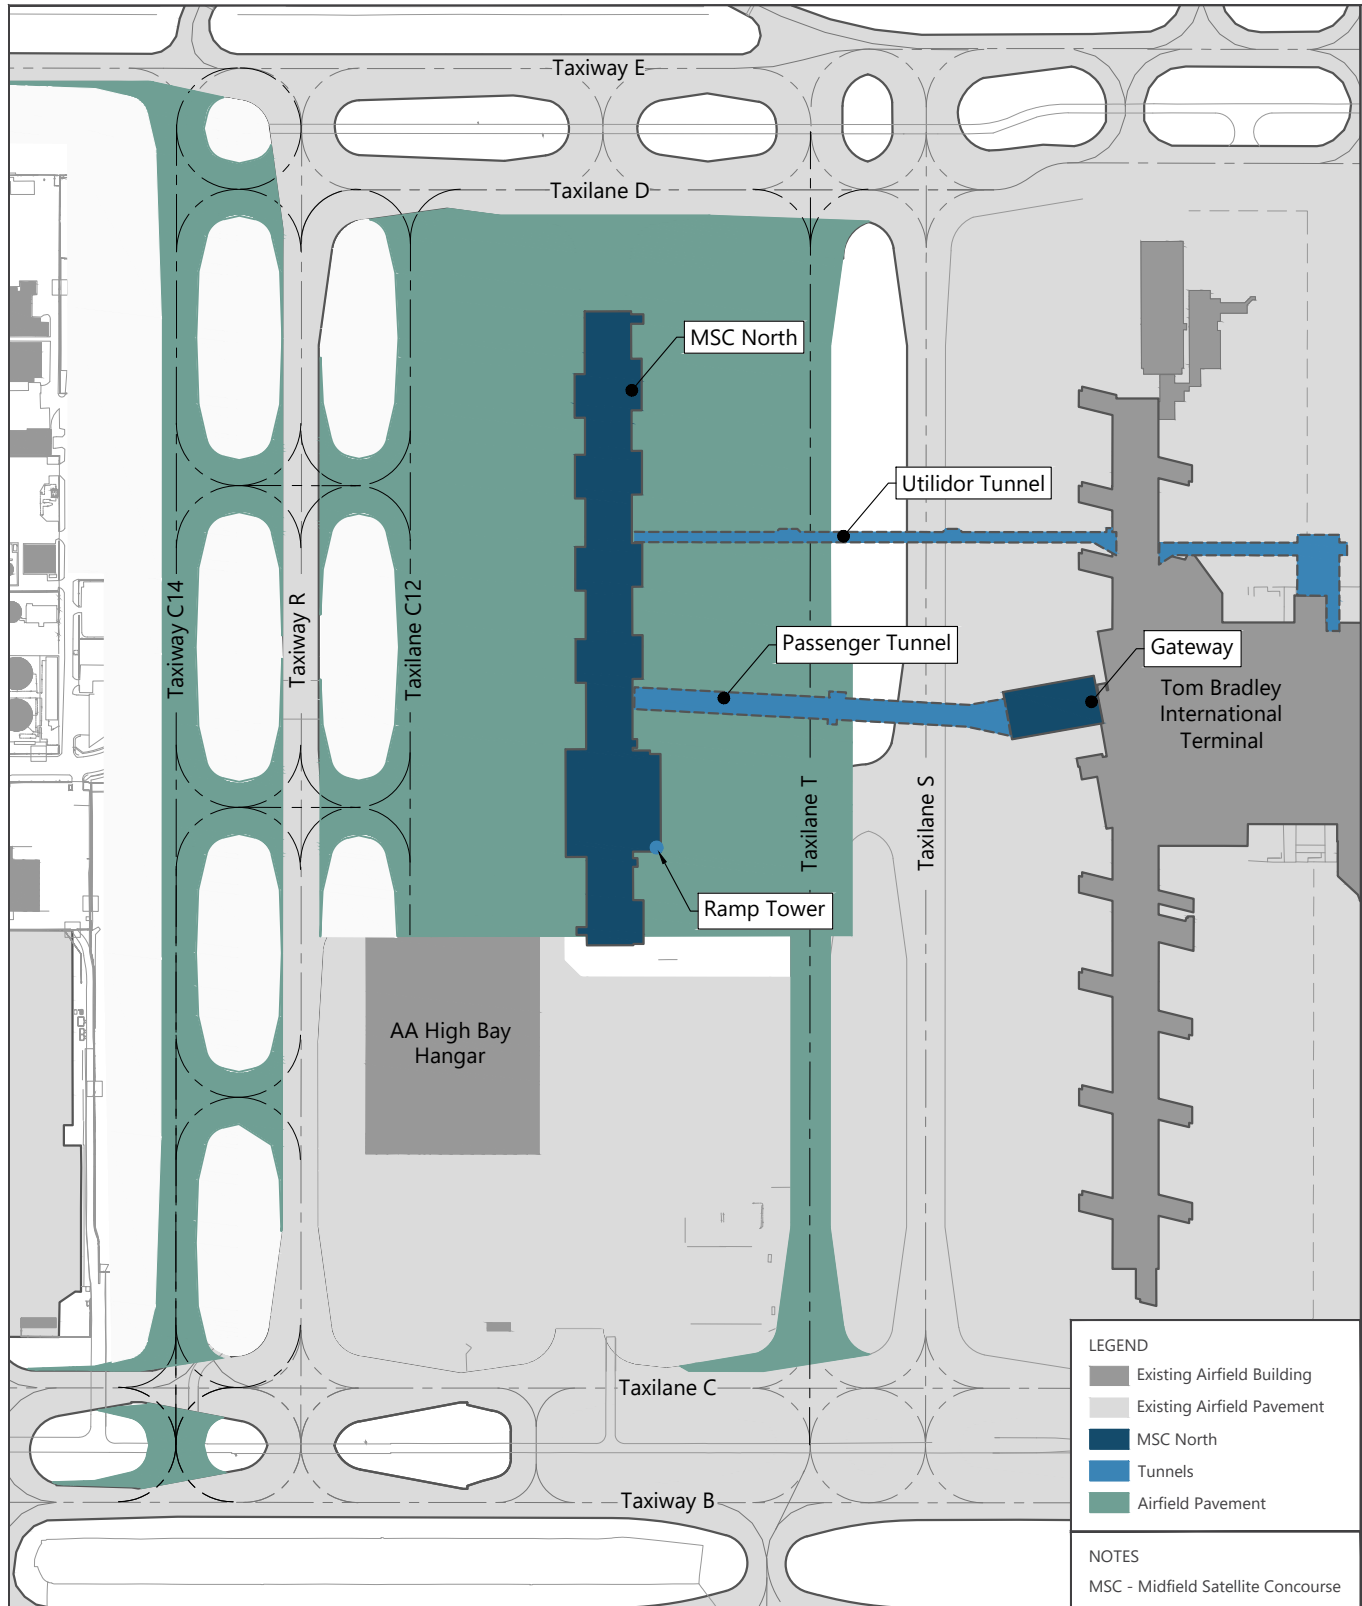 Taxiway E
Taxilane D
MSC North
Utilidor Tunnel
Taxiway C14
Taxiway R
Taxilane C12
Passenger Tunnel
Gateway
Tom Bradley
International
Terminal
Taxilane T
Taxilane S
Ramp Tower
AA High Bay
Hangar
Taxilane C
Taxiway B
LEGEND
Existing Airfield Building
Existing Airfield Pavement
MSC North
Tunnels
Airfield Pavement
NOTES
MSC - Midfield Satellite Concourse